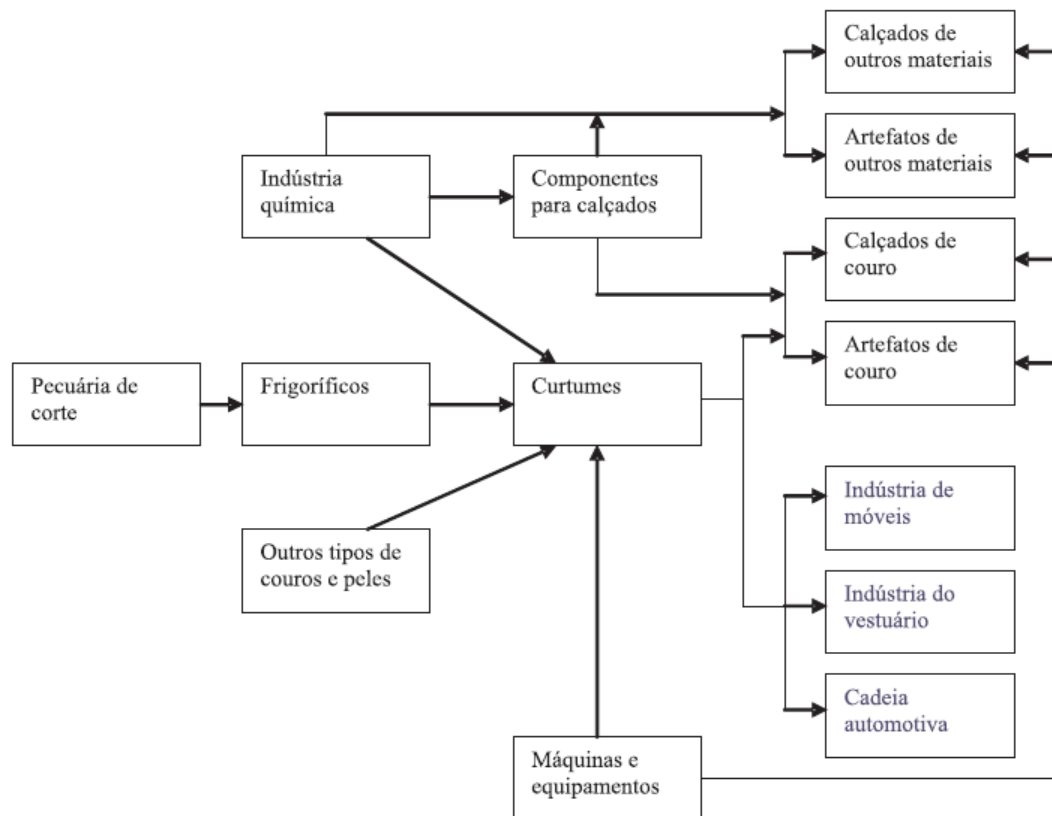 Calçados de
outros materiais
Artefatos de
outros materiais
Indústria
química
Componentes
para calçados
Calçados de
couro
Artefatos de
couro
Pecuária de
corte
Frigoríficos
Curtumes
Indústria de
móveis
Outros tipos de
couros e peles
Indústria do
vestuário
Cadeia
automotiva
Máquinas e
equipamentos